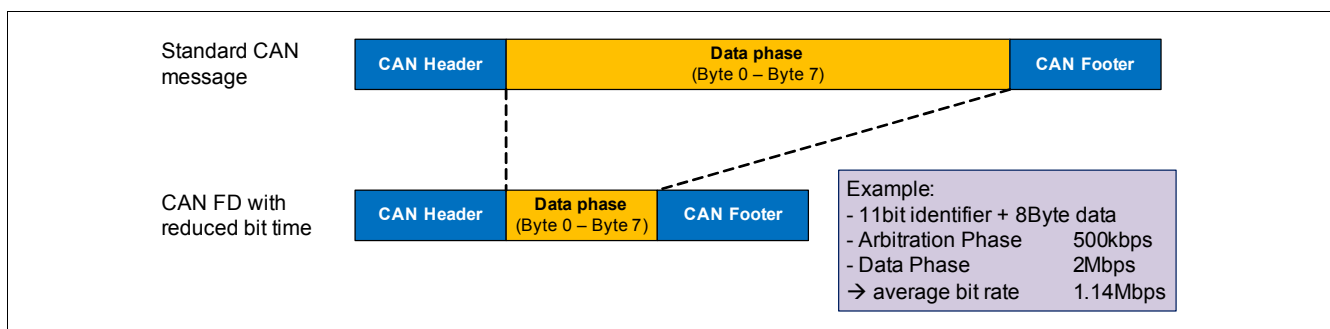 Standard CAN
message
CAN Header
Data phase
(Byte 0 – Byte 7)
CAN Footer
CAN FD with
reduced bit time
CAN Header
Data phase
(Byte 0 – Byte 7)
CAN Footer
Example:
- 11bit identifier + 8Byte data
- Arbitration Phase 500kbps
- Data Phase 2Mbps
→ average bit rate 1.14Mbps